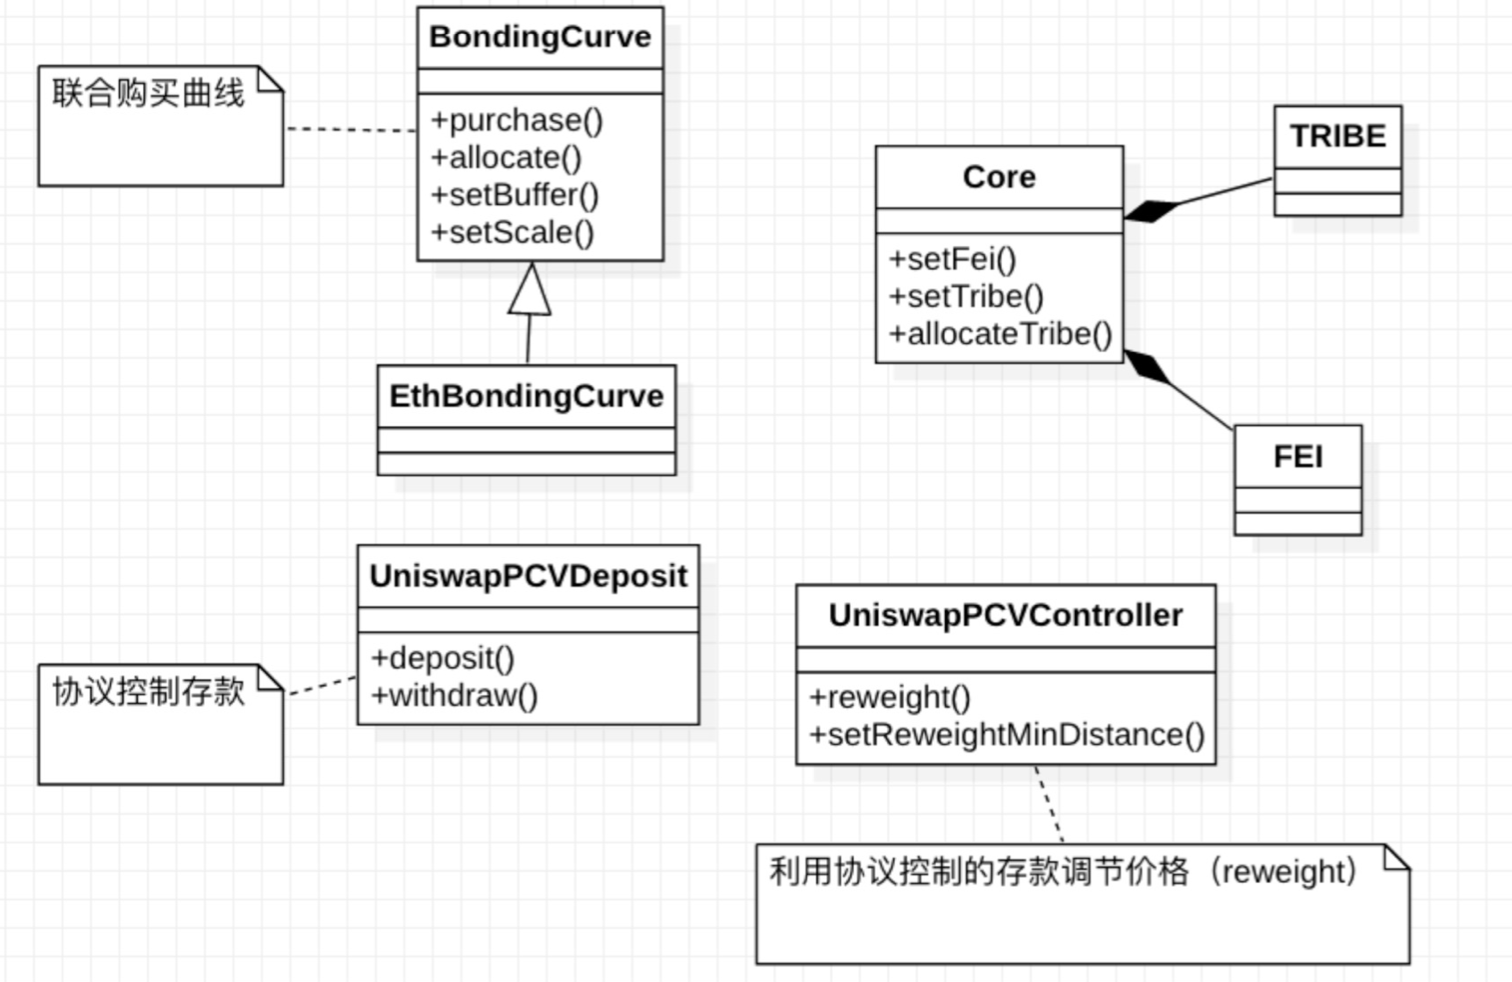 BondingCurve
+purchase()
+allocate()
+setBuffer()
+setScale()
联合购买曲线
EthBondingCurve
Core
+setFei()
+setTribe()
+allocateTribe()
TRIBE
FEI
UniswapPCVDeposit
+deposit()
+withdraw()
协议控制存款
UniswapPCVController
+reweight()
+setReweightMinDistance()
利用协议控制的存款调节价格（reweight）